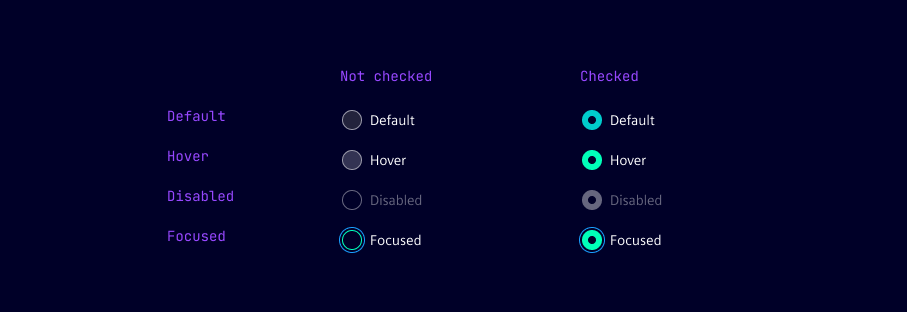 Not checked Checked
Default Default Default
Hover Hover Hover
Disabled Disabled Disabled
Focused Focused Focused